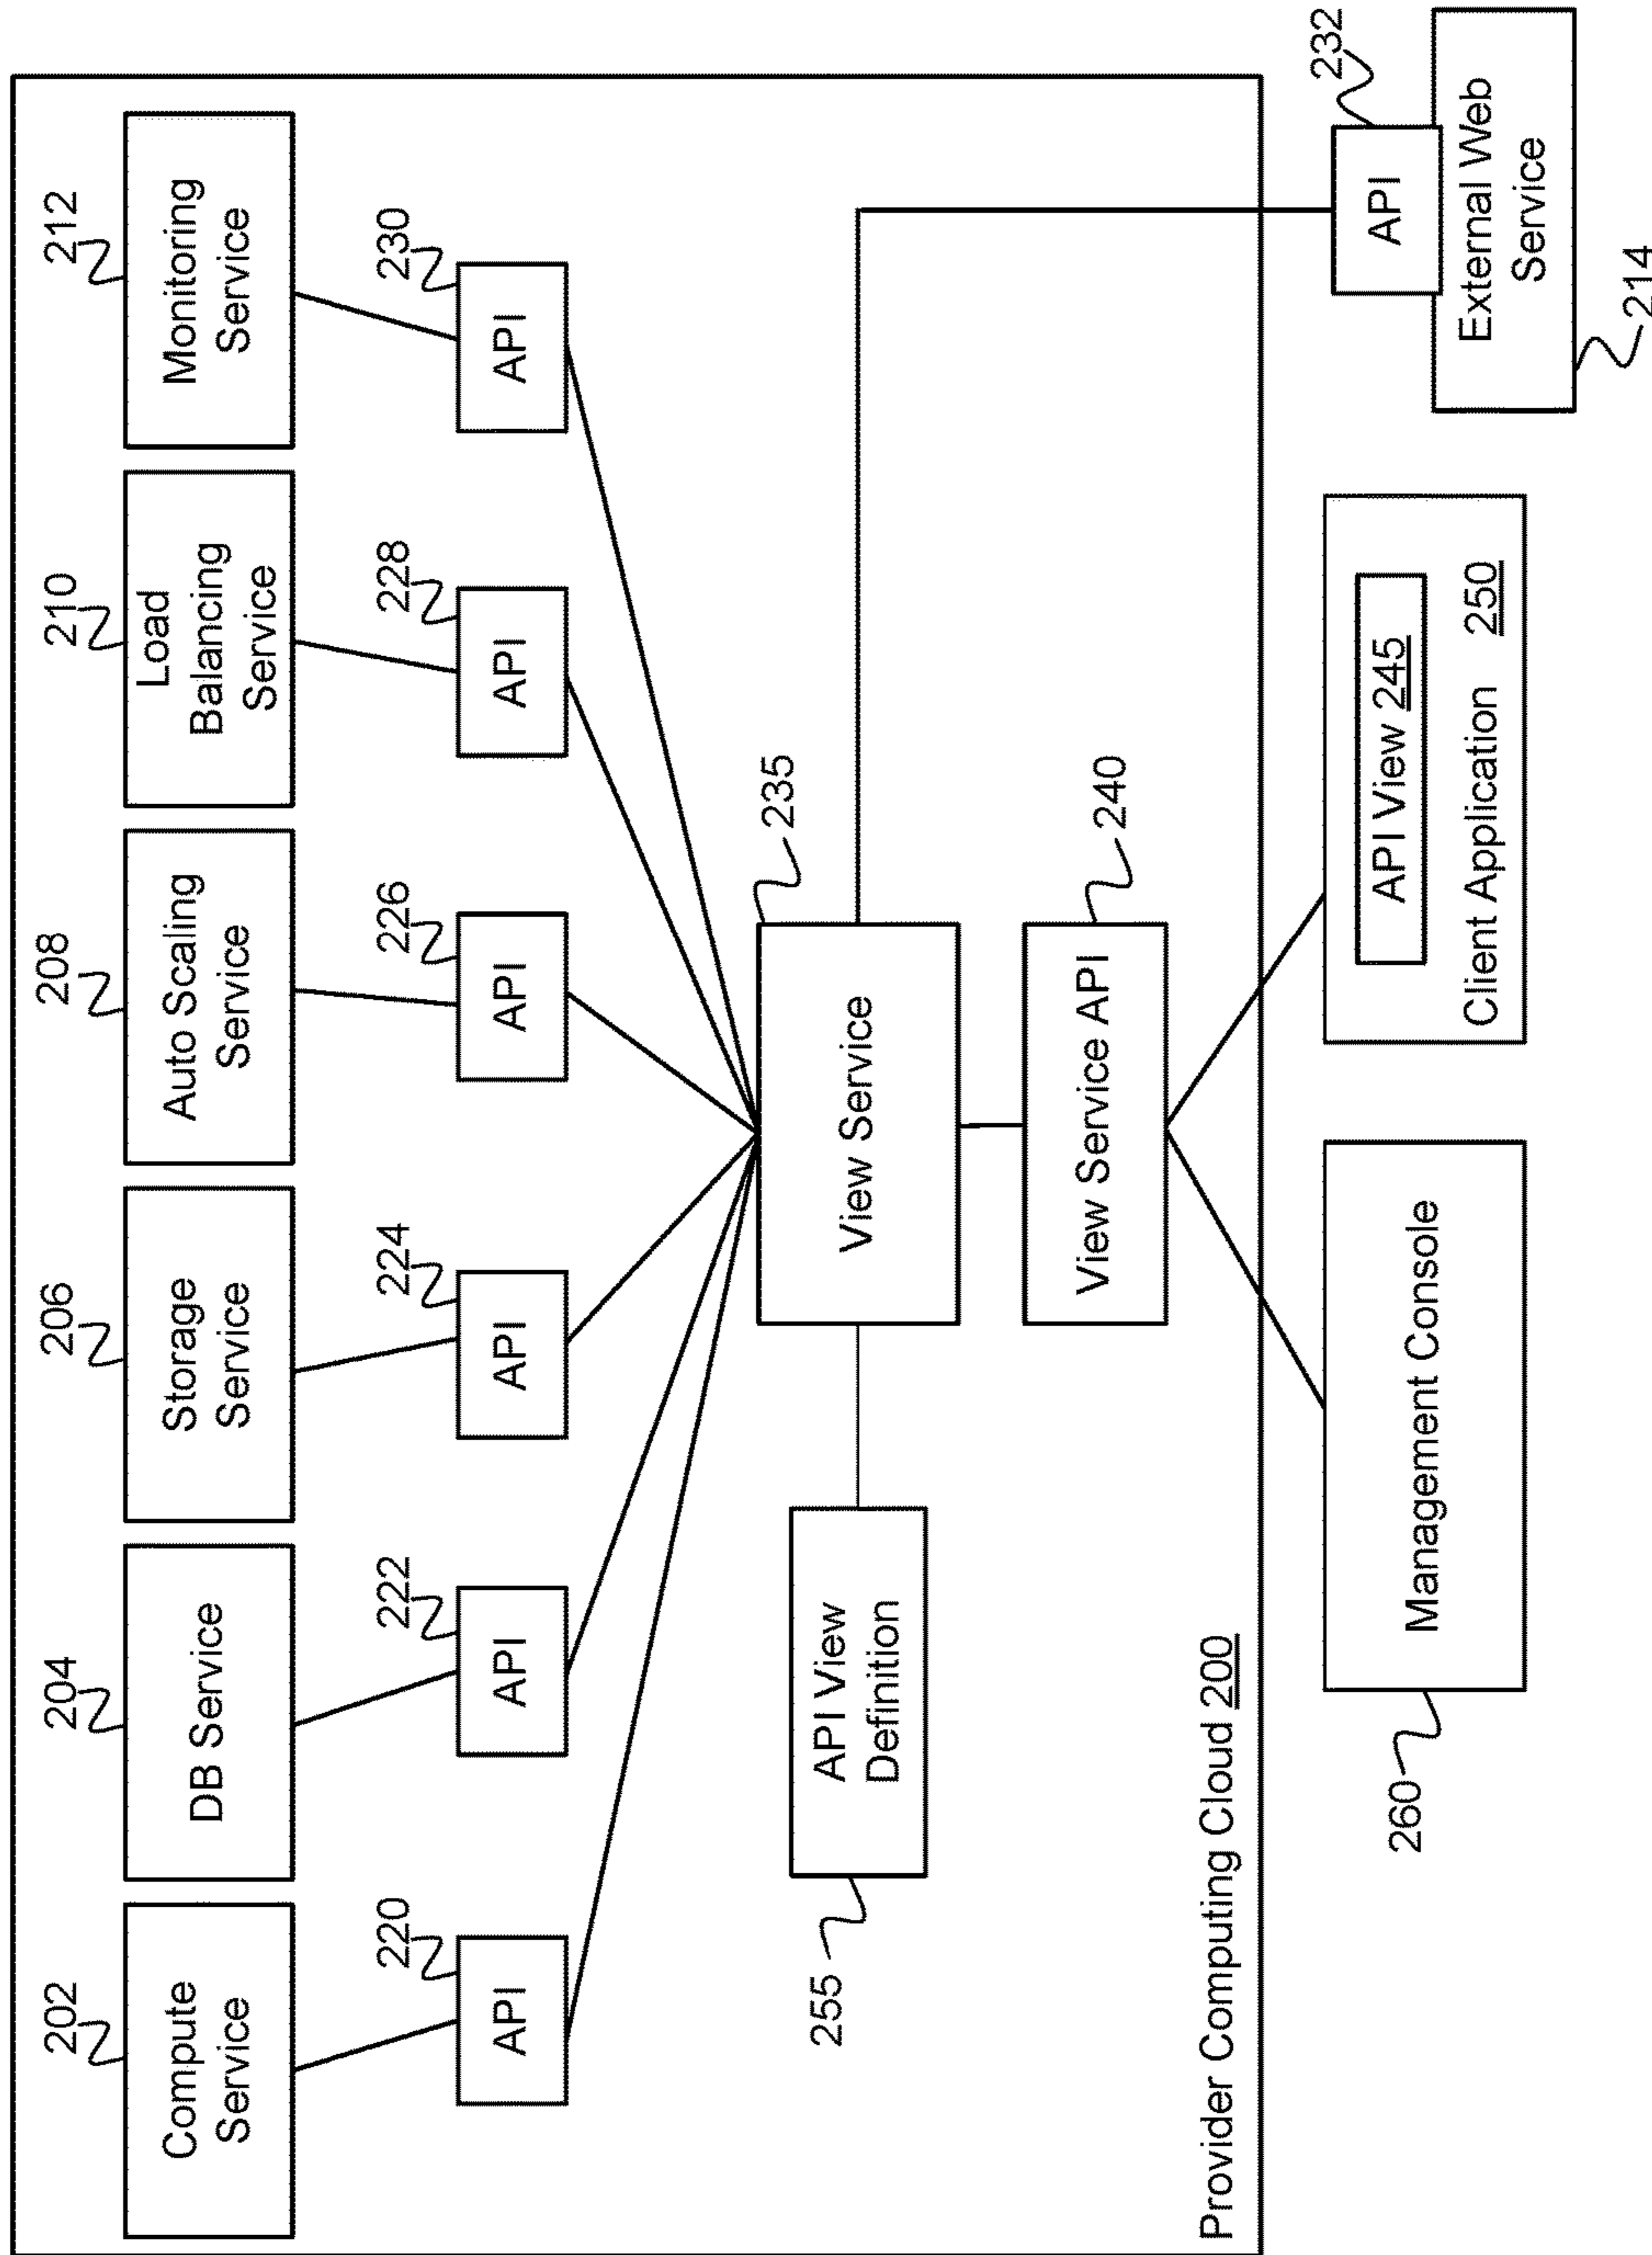 202
204
206
208
210
212
Compute
Service
DB Service
Storage
Service
Auto Scaling
Service
Load
Balancing
Service
Monitoring
Service
220
222
224
226
228
230
API
API
API
API
API
API
235
255
API View
Definition
View Service
240
View Service API
Provider Computing Cloud 200
232
API
External Web
Service
214
260
Management Console
API View 245
Client Application 250